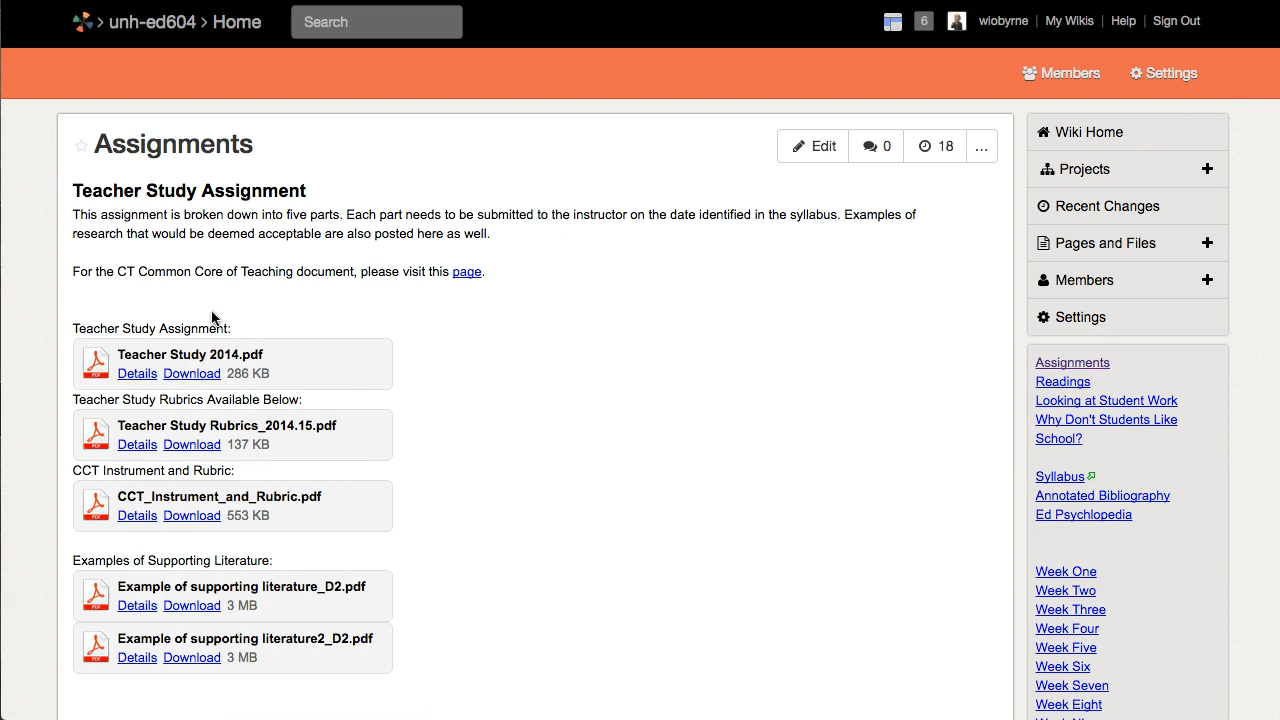 unh-ed604 > Home
Search
6
wiobyrne | My Wikis | Help | Sign Out
Members
Settings
Assignments
Edit
0
18
...
Teacher Study Assignment
This assignment is broken down into five parts. Each part needs to be submitted to the instructor on the date identified in the syllabus. Examples of
research that would be deemed acceptable are also posted here as well.
For the CT Common Core of Teaching document, please visit this page.
Teacher Study Assignment:
Teacher Study 2014.pdf
Details Download 286 KB
Teacher Study Rubrics Available Below:
Teacher Study Rubrics_2014.15.pdf
Details Download 137 KB
CCT Instrument and Rubric:
CCT_Instrument_and_Rubric.pdf
Details Download 553 KB
Examples of Supporting Literature:
Example of supporting literature_D2.pdf
Details Download 3 MB
Example of supporting literature2_D2.pdf
Details Download 3 MB
Wiki Home
Projects +
Recent Changes
Pages and Files +
Members +
Settings
Assignments
Readings
Looking at Student Work
Why Don't Students Like
School?
Syllabus
Annotated Bibliography
Ed Psychlopedia
Week One
Week Two
Week Three
Week Four
Week Five
Week Six
Week Seven
Week Eight